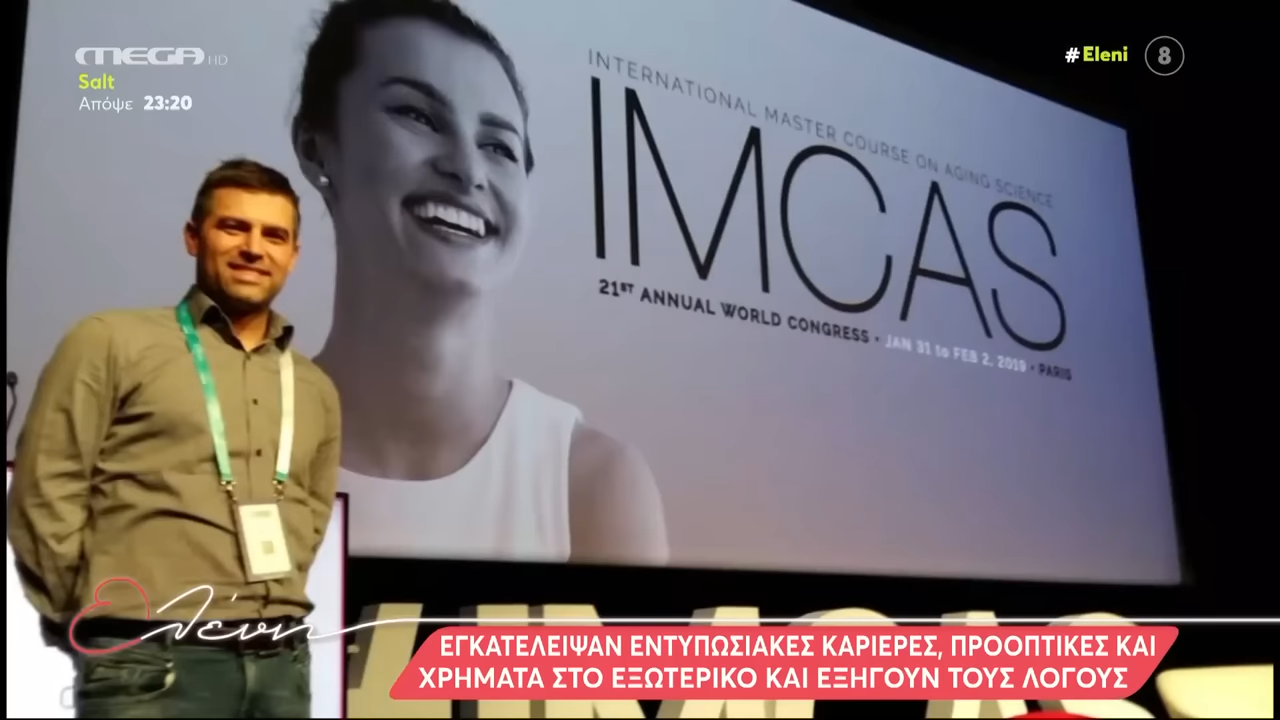 MEGA HD
Salt
Απόψε 23:20
#Eleni
8
INTERNATIONAL MASTER COURSE ON AGING SCIENCE
IMCAS
21ST ANNUAL WORLD CONGRESS • JAN 31 to FEB 2, 2019 • PARIS
Ελένη
IMCAS
ΕΓΚΑΤΕΛΕΙΨΑΝ ΕΝΤΥΠΩΣΙΑΚΕΣ ΚΑΡΙΕΡΕΣ, ΠΡΟΟΠΤΙΚΕΣ ΚΑΙ
ΧΡΗΜΑΤΑ ΣΤΟ ΕΞΩΤΕΡΙΚΟ ΚΑΙ ΕΞΗΓΟΥΝ ΤΟΥΣ ΛΟΓΟΥΣ